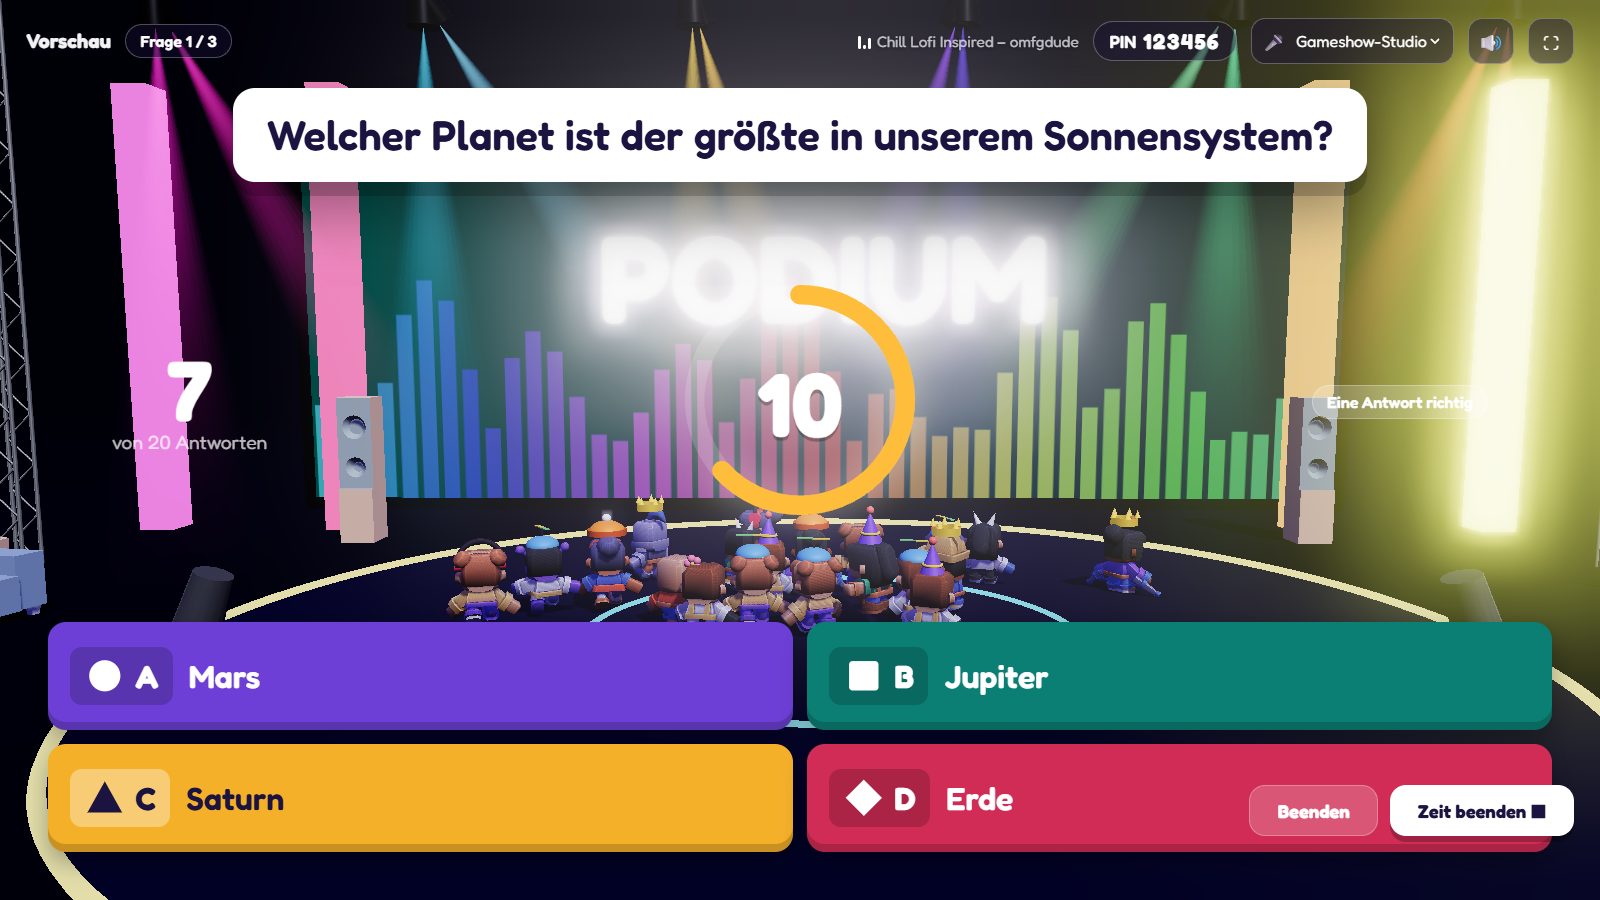 Vorschau
Frage 1 / 3
Chill Lofi Inspired – omfgdude
PIN 123456
Gameshow-Studio
Welcher Planet ist der größte in unserem Sonnensystem?
PODIUM
10
7
von 20 Antworten
Eine Antwort richtig
A Mars
B Jupiter
C Saturn
D Erde
Beenden
Zeit beenden